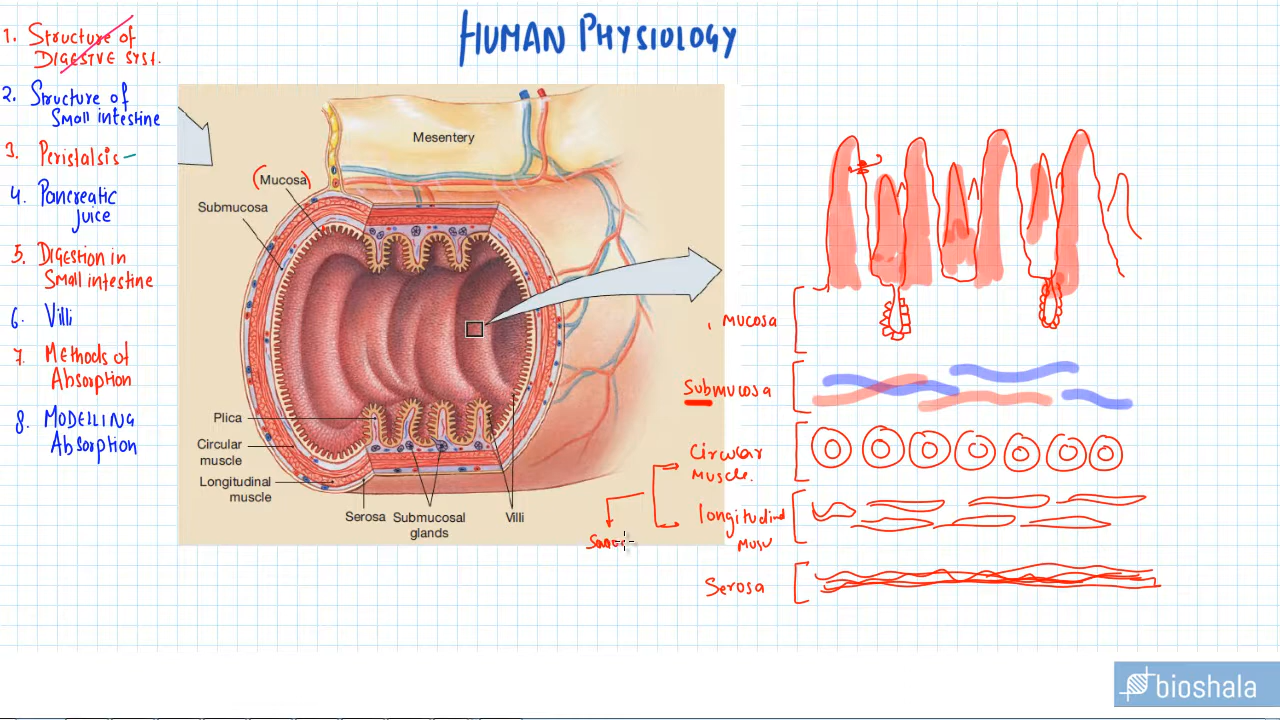 HUMAN PHYSIOLOGY
1. Structure of
DIGESTVE SYST.
2. Structure of
Small intestine
3. Peristalsis
4. Pancreatic
juice
5. DIGESTION in
Small intestine
6. Villi
7. Methods of
Absorption
8. MODELLING
Absorption
Mesentery
(Mucosa)
Submucosa
Plica
Circular
muscle
Longitudinal
muscle
Serosa
Submucosal
glands
Villi
Mucosa
Submucosa
Circular
Muscle.
longitudinal
Serosa
bioshala